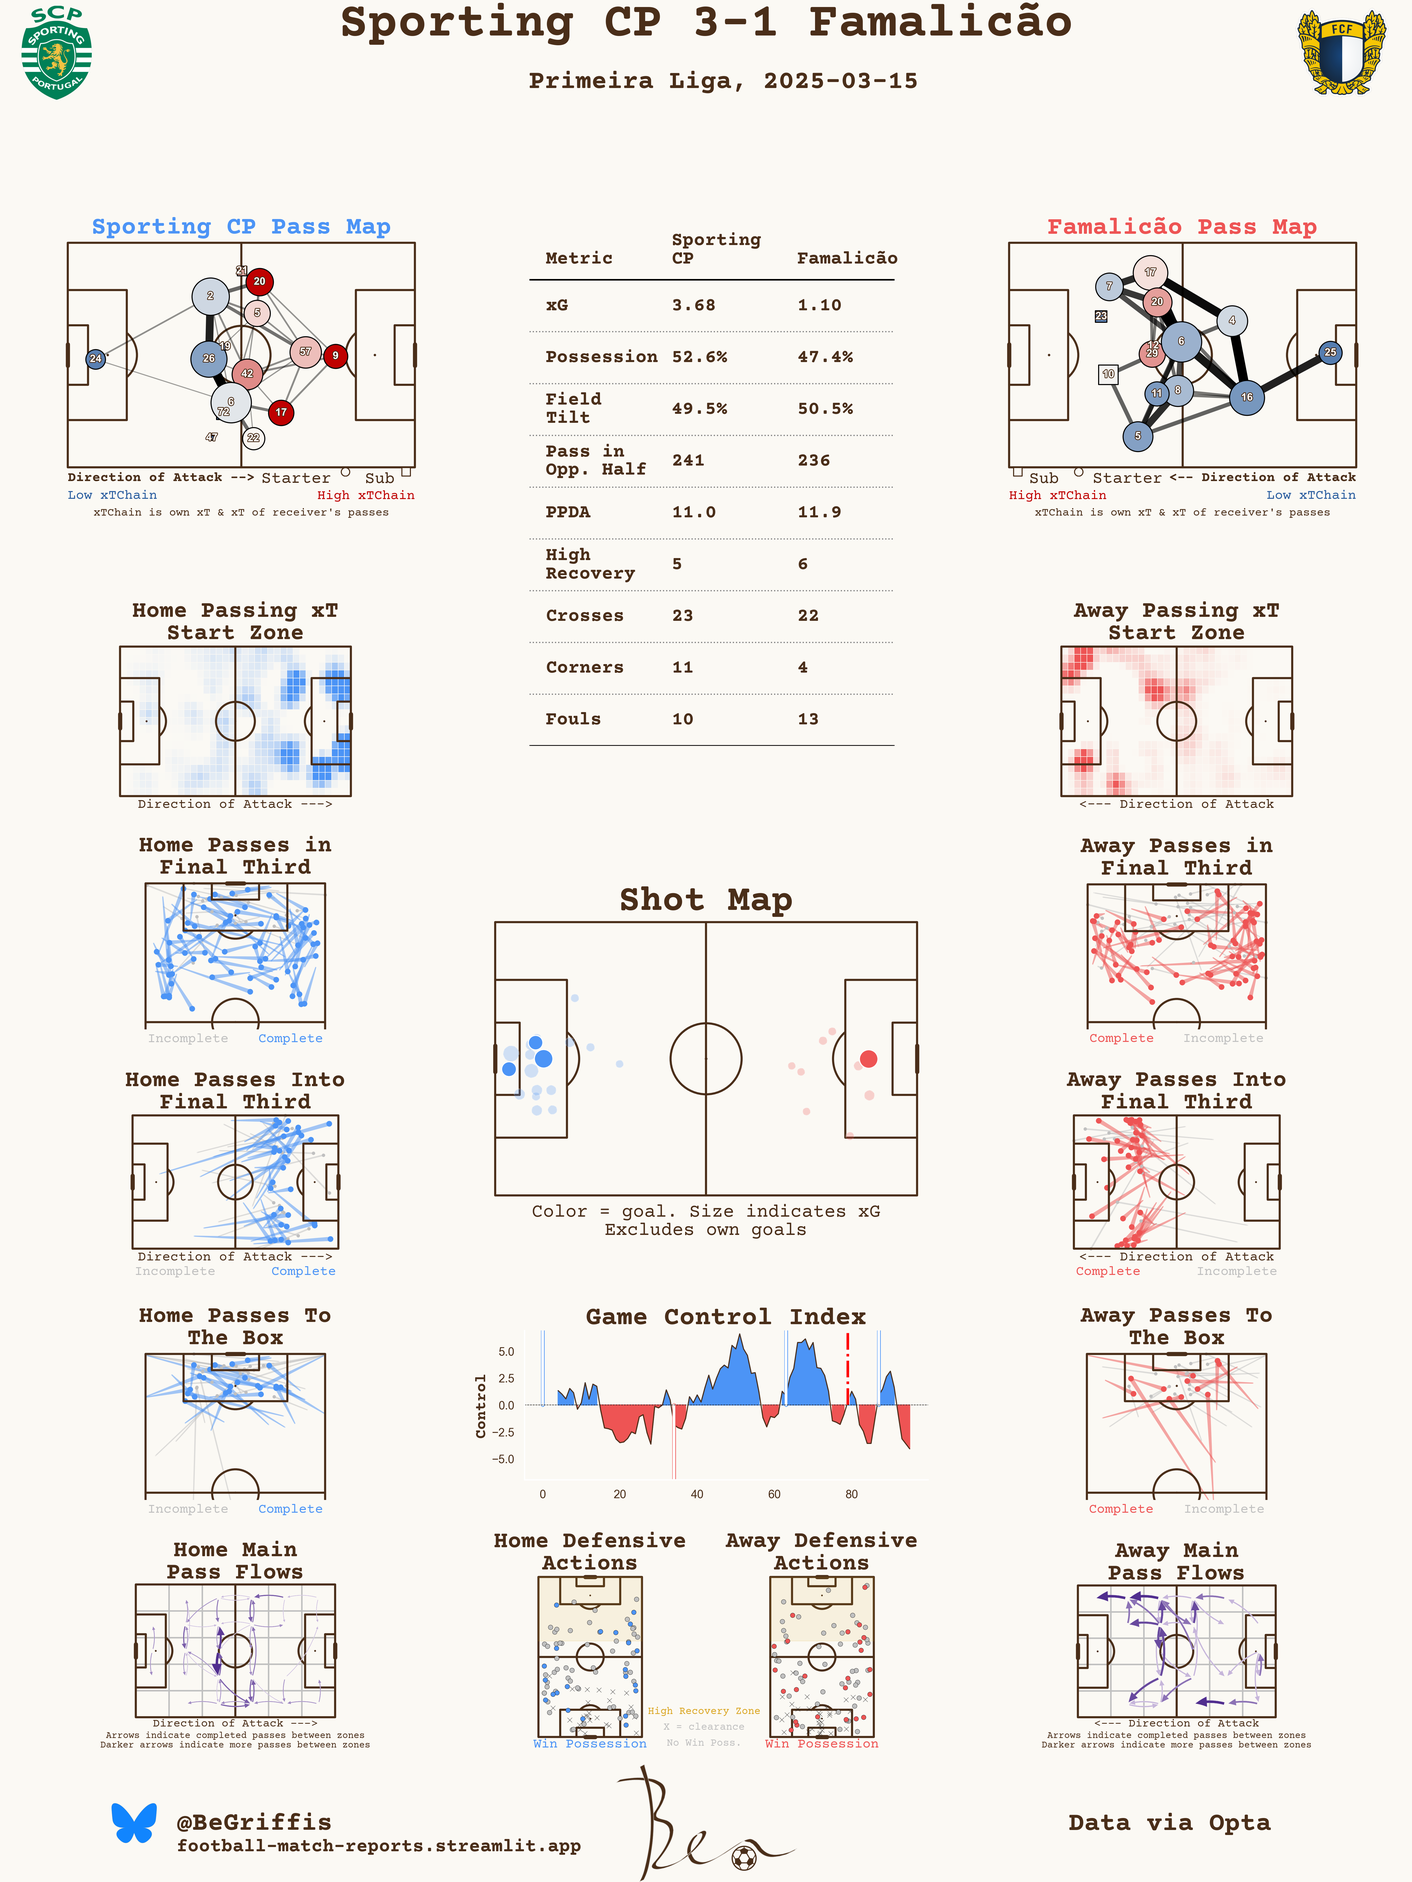 Sporting CP 3-1 Famalicão
Primeira Liga, 2025-03-15
SCP
SPORTING
PORTUGAL
FCF
Sporting CP Pass Map
21
20
2
5
19
57
9
24
26
42
6
72
17
47
22
Direction of Attack --> Starter Sub
Low xTChain High xTChain
xTChain is own xT & xT of receiver's passes
Metric Sporting CP Famalicão
xG 3.68 1.10
Possession 52.6% 47.4%
Field Tilt 49.5% 50.5%
Pass in Opp. Half 241 236
PPDA 11.0 11.9
High Recovery 5 6
Crosses 23 22
Corners 11 4
Fouls 10 13
Famalicão Pass Map
17
7
20
23
4
6
12
29
25
10
11
8
16
5
Sub Starter <-- Direction of Attack
High xTChain Low xTChain
xTChain is own xT & xT of receiver's passes
Home Passing xT
Start Zone
Direction of Attack --->
Away Passing xT
Start Zone
<--- Direction of Attack
Home Passes in
Final Third
Incomplete Complete
Away Passes in
Final Third
Complete Incomplete
Shot Map
Color = goal. Size indicates xG
Excludes own goals
Home Passes Into
Final Third
Direction of Attack --->
Incomplete Complete
Away Passes Into
Final Third
<--- Direction of Attack
Complete Incomplete
Home Passes To
The Box
Incomplete Complete
Game Control Index
Control
5.0
2.5
0.0
−2.5
−5.0
0 20 40 60 80
Away Passes To
The Box
Complete Incomplete
Home Main
Pass Flows
Direction of Attack --->
Arrows indicate completed passes between zones
Darker arrows indicate more passes between zones
Home Defensive
Actions
Win Possession
Away Defensive
Actions
Win Possession
High Recovery Zone
X = clearance
No Win Poss.
Away Main
Pass Flows
<--- Direction of Attack
Arrows indicate completed passes between zones
Darker arrows indicate more passes between zones
@BeGriffis
football-match-reports.streamlit.app
Ben
Data via Opta